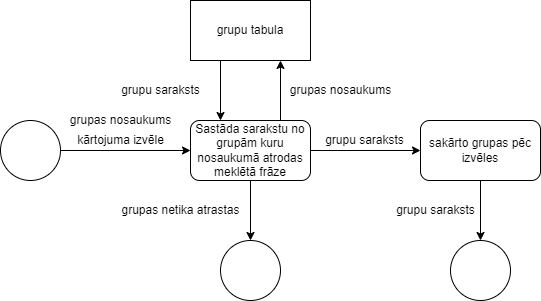 grupu tabula
grupu saraksts
grupas nosaukums
grupas nosaukums
kārtojuma izvēle
Sastāda sarakstu no
grupām kuru
nosaukumā atrodas
meklētā frāze
grupu saraksts
sakārto grupas pēc
izvēles
grupas netika atrastas
grupu saraksts